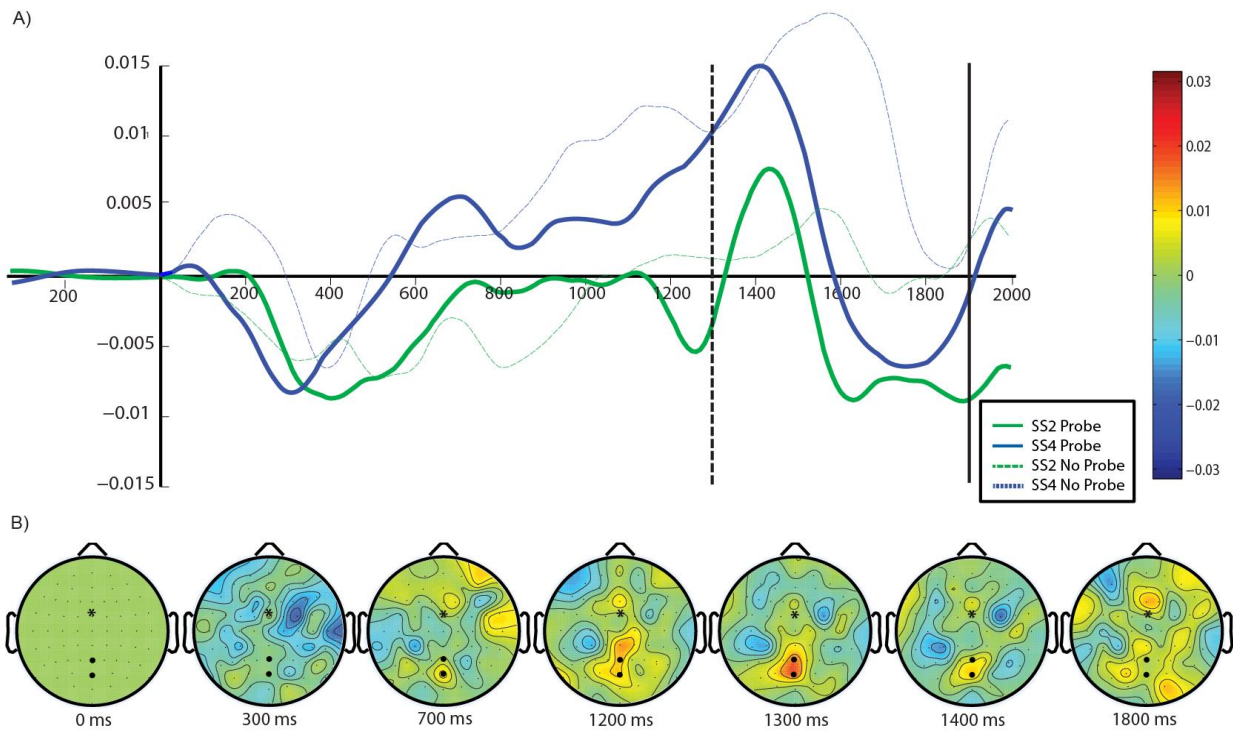 A)
0.015
0.01
0.005
0
−0.005
−0.01
−0.015
200 200 400 600 800 1000 1200 1400 1600 1800 2000
SS2 Probe
SS4 Probe
SS2 No Probe
SS4 No Probe
0.03
0.02
0.01
0
−0.01
−0.02
−0.03
B)
0 ms 300 ms 700 ms 1200 ms 1300 ms 1400 ms 1800 ms